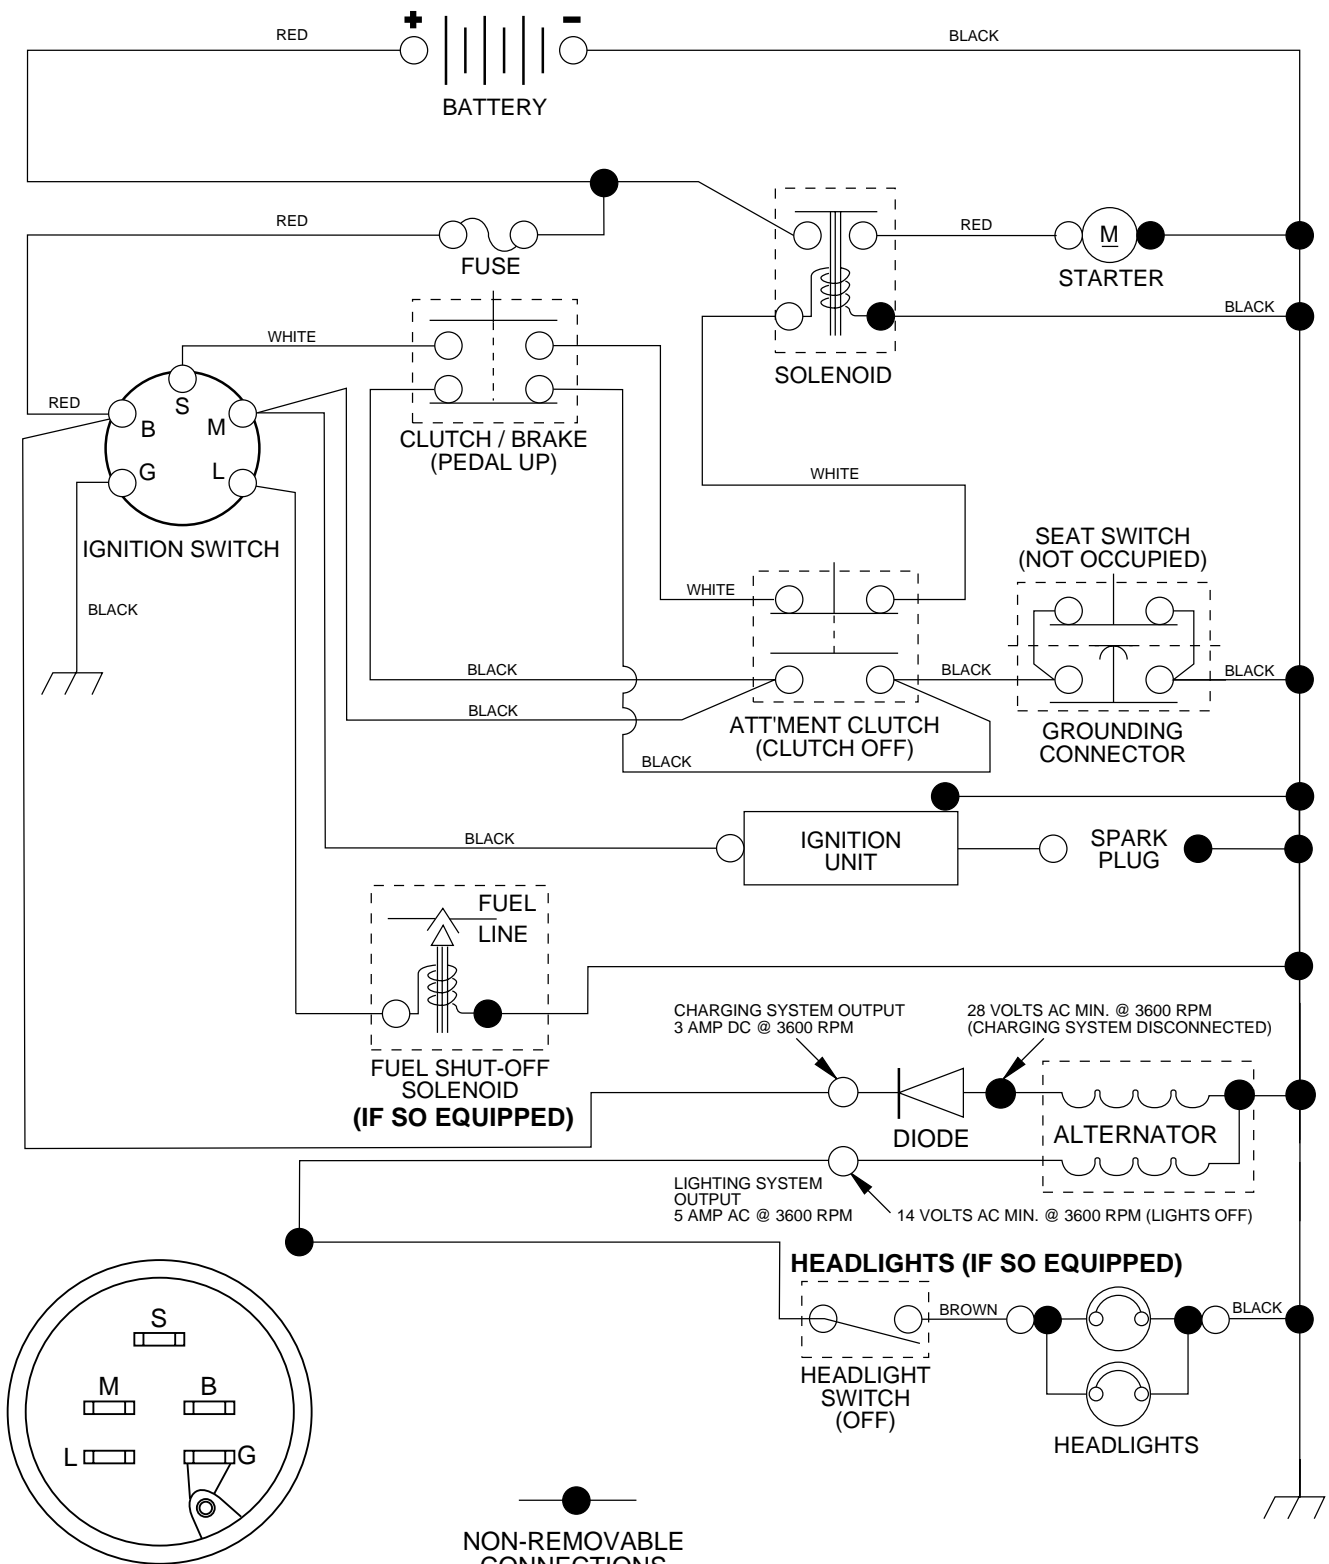 +
-
RED
BLACK
BATTERY
RED
FUSE
RED
M
STARTER
WHITE
BLACK
SOLENOID
RED
S
B
M
G
L
CLUTCH / BRAKE
(PEDAL UP)
WHITE
IGNITION SWITCH
SEAT SWITCH
(NOT OCCUPIED)
BLACK
WHITE
BLACK
BLACK
BLACK
BLACK
ATT'MENT CLUTCH
(CLUTCH OFF)
GROUNDING
CONNECTOR
BLACK
BLACK
IGNITION
UNIT
SPARK
PLUG
FUEL
LINE
FUEL SHUT-OFF
SOLENOID
(IF SO EQUIPPED)
CHARGING SYSTEM OUTPUT
3 AMP DC @ 3600 RPM
28 VOLTS AC MIN. @ 3600 RPM
(CHARGING SYSTEM DISCONNECTED)
DIODE
ALTERNATOR
LIGHTING SYSTEM
OUTPUT
5 AMP AC @ 3600 RPM
14 VOLTS AC MIN. @ 3600 RPM (LIGHTS OFF)
HEADLIGHTS (IF SO EQUIPPED)
BROWN
BLACK
HEADLIGHT
SWITCH
(OFF)
HEADLIGHTS
S
M
B
L
G
NON-REMOVABLE
CONNECTIONS